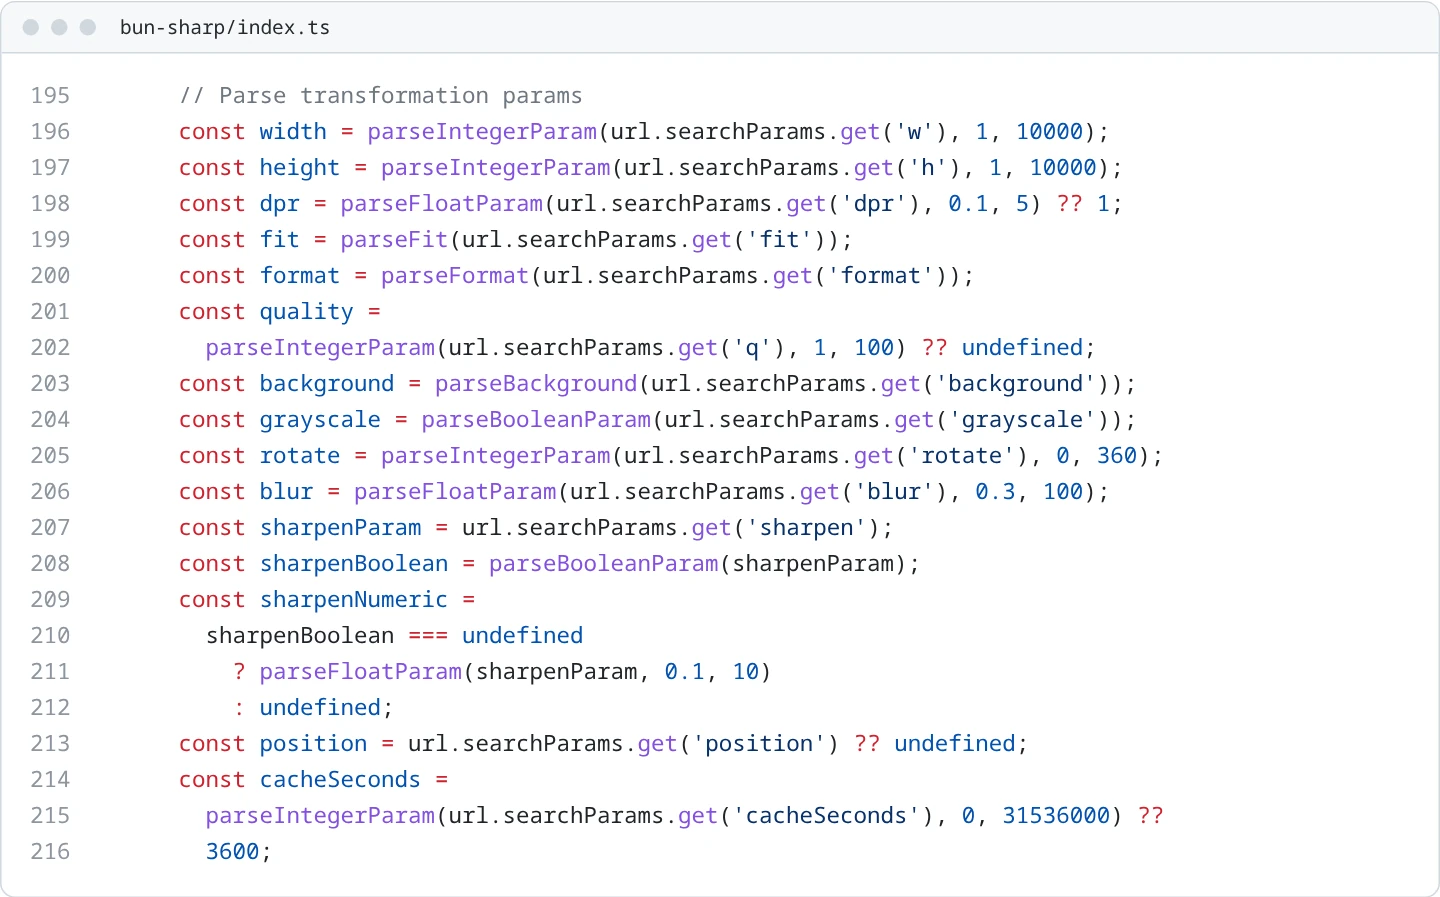 bun-sharp/index.ts
195 // Parse transformation params
196 const width = parseIntegerParam(url.searchParams.get('w'), 1, 10000);
197 const height = parseIntegerParam(url.searchParams.get('h'), 1, 10000);
198 const dpr = parseFloatParam(url.searchParams.get('dpr'), 0.1, 5) ?? 1;
199 const fit = parseFit(url.searchParams.get('fit'));
200 const format = parseFormat(url.searchParams.get('format'));
201 const quality =
202 parseIntegerParam(url.searchParams.get('q'), 1, 100) ?? undefined;
203 const background = parseBackground(url.searchParams.get('background'));
204 const grayscale = parseBooleanParam(url.searchParams.get('grayscale'));
205 const rotate = parseIntegerParam(url.searchParams.get('rotate'), 0, 360);
206 const blur = parseFloatParam(url.searchParams.get('blur'), 0.3, 100);
207 const sharpenParam = url.searchParams.get('sharpen');
208 const sharpenBoolean = parseBooleanParam(sharpenParam);
209 const sharpenNumeric =
210 sharpenBoolean === undefined
211 ? parseFloatParam(sharpenParam, 0.1, 10)
212 : undefined;
213 const position = url.searchParams.get('position') ?? undefined;
214 const cacheSeconds =
215 parseIntegerParam(url.searchParams.get('cacheSeconds'), 0, 31536000) ??
216 3600;